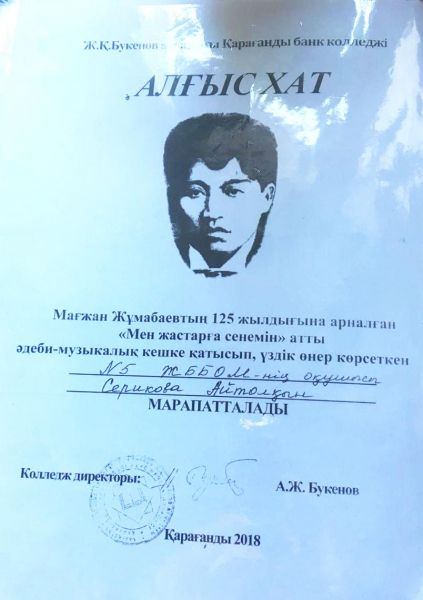 Ж.Қ.Букенов Қарағанды банк колледжі
АЛҒЫС ХАТ
Мағжан Жұмабаевтың 125 жылдығына арналған
«Мен жастарға сенемін» атты
әдеби-музыкалық кешке қатысып, үздік өнер көрсеткен
№5 ЖББОМ-нің оқушысы
Серикова Айтолқын
МАРАПАТТАЛАДЫ
Колледж директоры:
А.Ж. Букенов
Қарағанды 2018